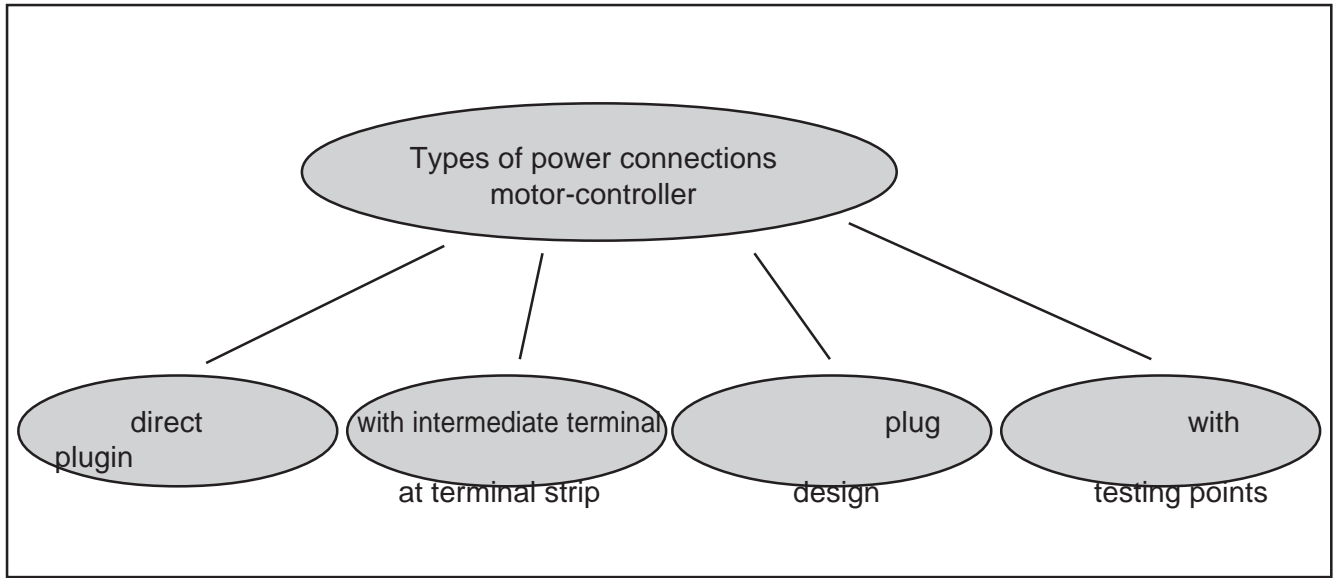 Types of power connections
motor-controller
direct
plugin
with intermediate terminal
at terminal strip
plug
design
with
testing points